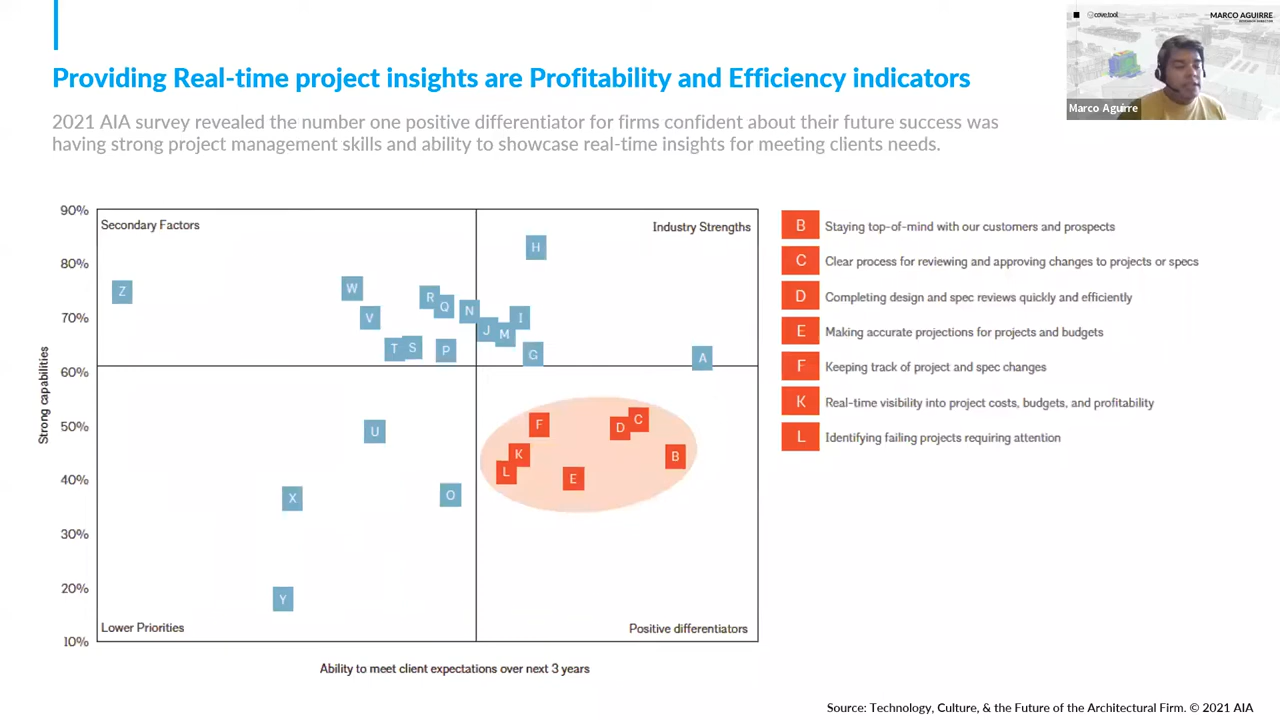 Providing Real-time project insights are Profitability and Efficiency indicators
2021 AIA survey revealed the number one positive differentiator for firms confident about their future success was
having strong project management skills and ability to showcase real-time insights for meeting clients needs.
cove.tool
MARCO AGUIRRE
Marco Aguirre
90%
80%
70%
60%
50%
40%
30%
20%
10%
Strong capabilities
Secondary Factors
Industry Strengths
H
Z
W
R
Q
N
V
I
J
M
T
S
P
G
A
U
F
C
D
K
B
L
E
X
O
Y
Lower Priorities
Positive differentiators
Ability to meet client expectations over next 3 years
B Staying top-of-mind with our customers and prospects
C Clear process for reviewing and approving changes to projects or specs
D Completing design and spec reviews quickly and efficiently
E Making accurate projections for projects and budgets
F Keeping track of project and spec changes
K Real-time visibility into project costs, budgets, and profitability
L Identifying failing projects requiring attention
Source: Technology, Culture, & the Future of the Architectural Firm. © 2021 AIA